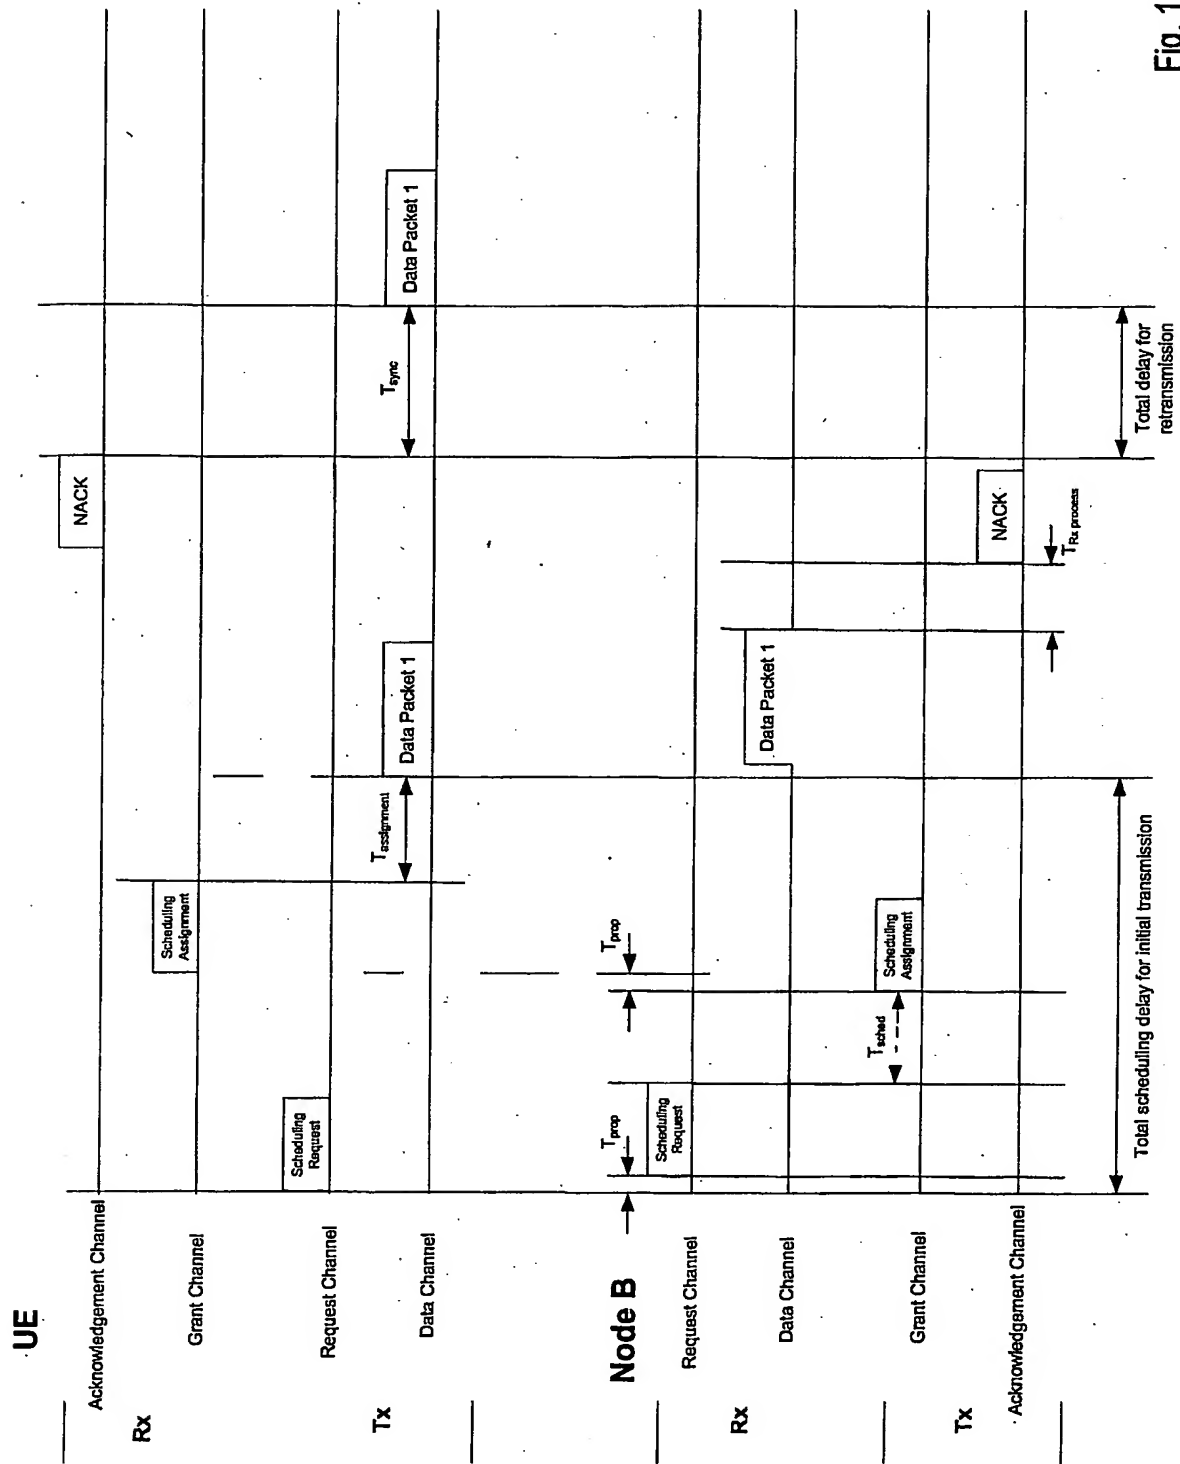 UE
Rx
Acknowledgement Channel
NACK
Grant Channel
Scheduling
Assignment
Tx
Request Channel
Scheduling
Request
Data Channel
Tassignment
Data Packet 1
Tsync
Data Packet 1
Node B
Tprop
Tprop
Rx
Request Channel
Scheduling
Request
Data Channel
Data Packet 1
Tx
Grant Channel
Tsched
Scheduling
Assignment
Acknowledgement Channel
NACK
TRx process
Total scheduling delay for initial transmission
Total delay for
retransmission
Fig. 1